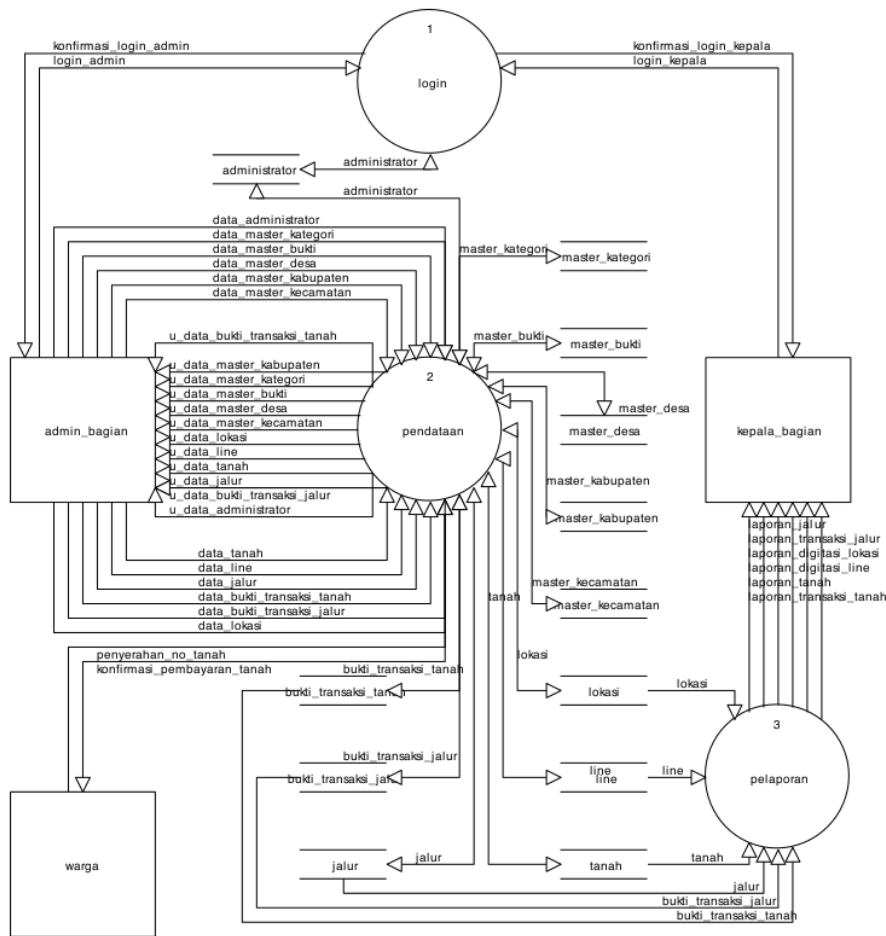 1
konfirmasi_login_admin
konfirmasi_login_kepala
login_admin
login_kepala
login
administrator
administrator
administrator
data_administrator
data_master_kategori
master_kategori
data_master_bukti
master_kategori
data_master_desa
data_master_kabupaten
data_master_kecamatan
u_data_bukti_transaksi_tanah
master_bukti
master_bukti
u_data_master_kabupaten
2
u_data_master_kategori
u_data_master_bukti
u_data_master_desa
master_desa
u_data_master_kecamatan
admin_bagian
pendataan
master_desa
kepala_bagian
u_data_lokasi
u_data_line
u_data_tanah
u_data_jalur
master_kabupaten
u_data_bukti_transaksi_jalur
u_data_administrator
master_kabupaten
laporan_jalur
laporan_transaksi_jalur
data_tanah
laporan_digitasi_lokasi
data_line
laporan_digitasi_line
data_jalur
master_kecamatan
laporan_tanah
tanah
data_bukti_transaksi_tanah
laporan_transaksi_tanah
data_bukti_transaksi_jalur
master_kecamatan
data_lokasi
penyerahan_no_tanah
lokasi
konfirmasi_pembayaran_tanah
bukti_transaksi_tanah
bukti_transaksi_tanah
lokasi
lokasi
3
bukti_transaksi_jalur
bukti_transaksi_jalur
line
line
line
pelaporan
warga
jalur
jalur
tanah
tanah
jalur
bukti_transaksi_jalur
bukti_transaksi_tanah